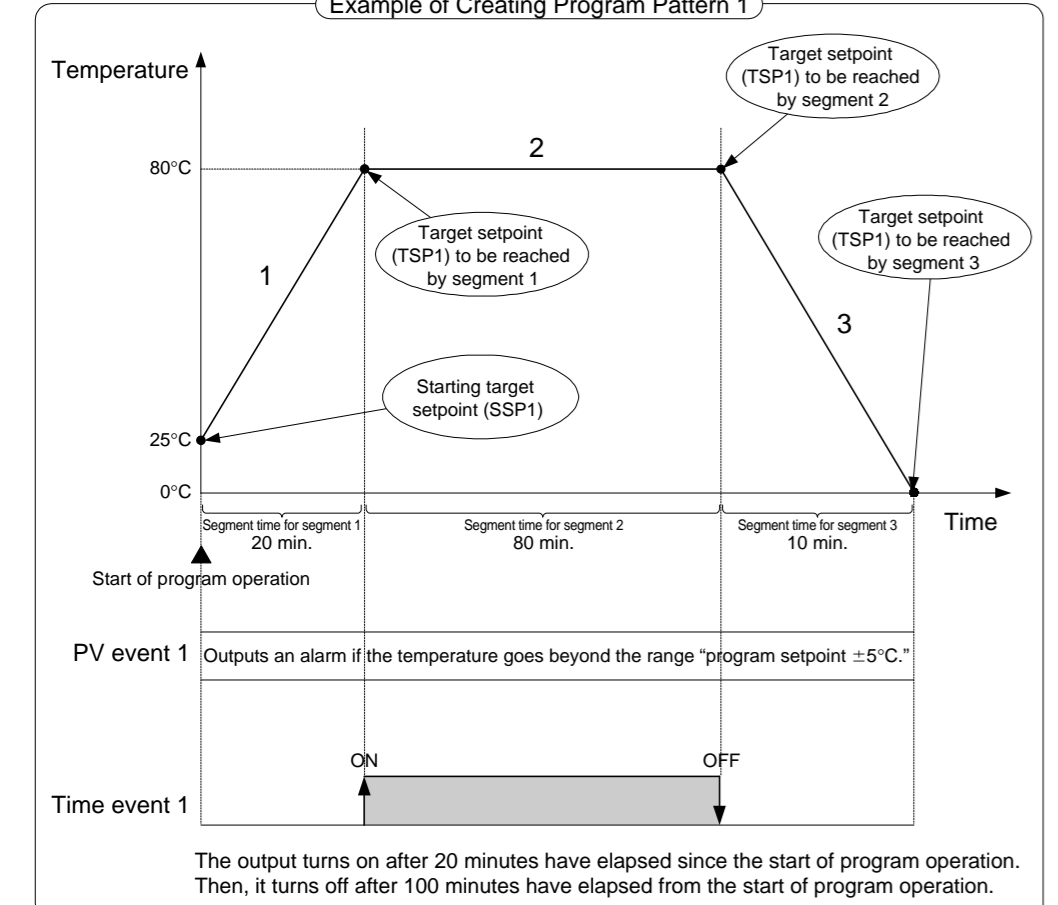 Example of Creating Program Pattern 1
Temperature
Target setpoint
(TSP1) to be reached
by segment 2
2
80°C
Target setpoint
(TSP1) to be reached
by segment 3
Target setpoint
(TSP1) to be reached
by segment 1
1
3
Starting target
setpoint (SSP1)
25°C
0°C
Segment time for segment 1
20 min.
Segment time for segment 2
80 min.
Segment time for segment 3
10 min.
Time
Start of program operation
PV event 1
Outputs an alarm if the temperature goes beyond the range “program setpoint ±5°C.”
ON
OFF
Time event 1
The output turns on after 20 minutes have elapsed since the start of program operation.
Then, it turns off after 100 minutes have elapsed from the start of program operation.